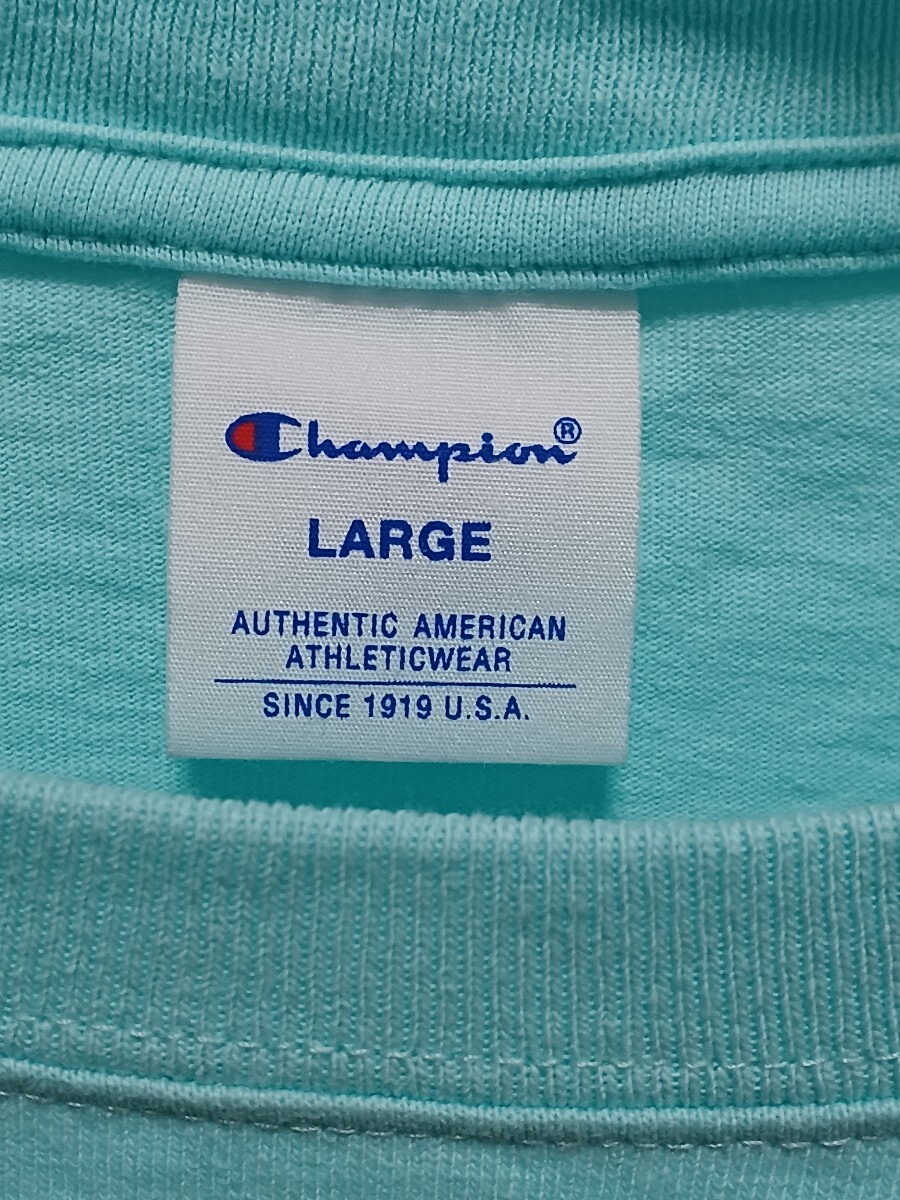 Champion®
LARGE
AUTHENTIC AMERICAN
ATHLETICWEAR
SINCE 1919 U.S.A.